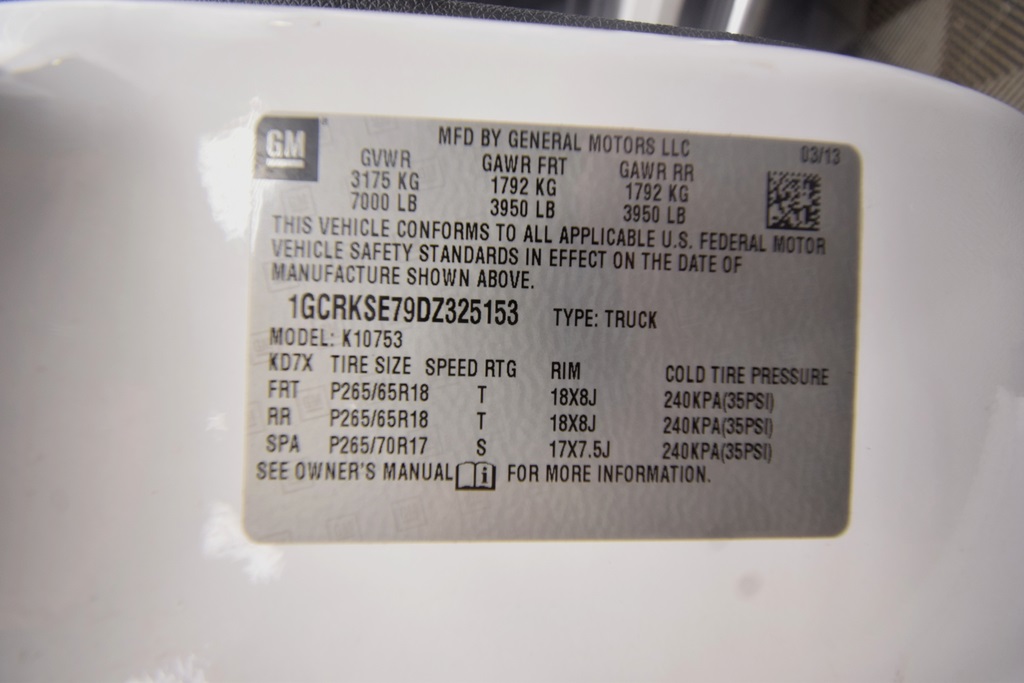 GM
MFD BY GENERAL MOTORS LLC 03/13
GVWR GAWR FRT GAWR RR
3175 KG 1792 KG 1792 KG
7000 LB 3950 LB 3950 LB
THIS VEHICLE CONFORMS TO ALL APPLICABLE U.S. FEDERAL MOTOR
VEHICLE SAFETY STANDARDS IN EFFECT ON THE DATE OF
MANUFACTURE SHOWN ABOVE.
1GCRKSE79DZ325153 TYPE: TRUCK
MODEL: K10753
KD7X TIRE SIZE SPEED RTG RIM COLD TIRE PRESSURE
FRT P265/65R18 T 18X8J 240KPA(35PSI)
RR P265/65R18 T 18X8J 240KPA(35PSI)
SPA P265/70R17 S 17X7.5J 240KPA(35PSI)
SEE OWNER'S MANUAL i FOR MORE INFORMATION.